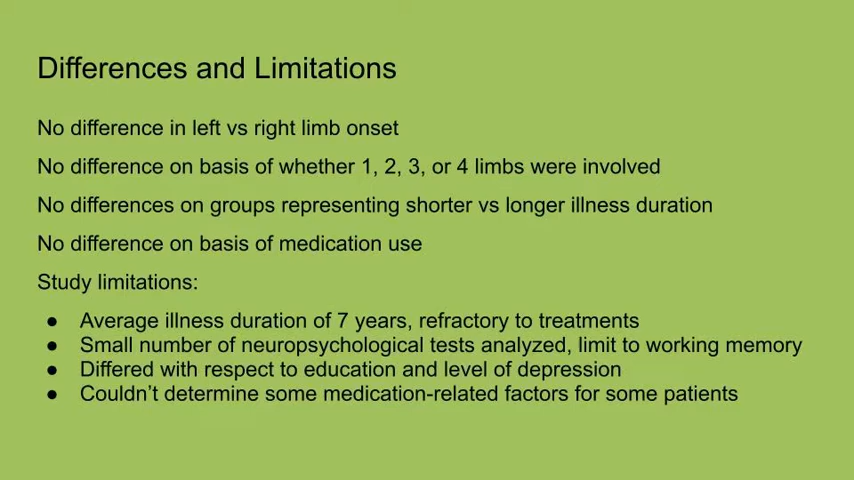 Differences and Limitations
No difference in left vs right limb onset
No difference on basis of whether 1, 2, 3, or 4 limbs were involved
No differences on groups representing shorter vs longer illness duration
No difference on basis of medication use
Study limitations:
● Average illness duration of 7 years, refractory to treatments
● Small number of neuropsychological tests analyzed, limit to working memory
● Differed with respect to education and level of depression
● Couldn’t determine some medication-related factors for some patients